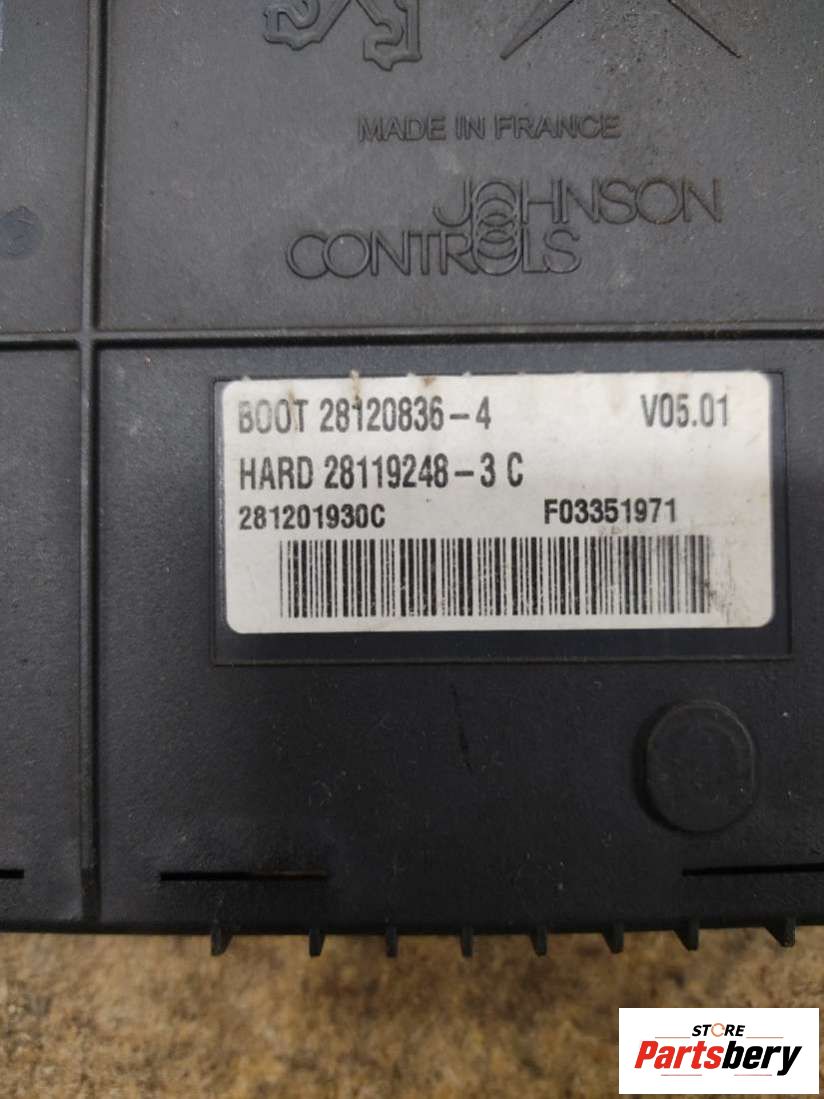 MADE IN FRANCE
JOHNSON
CONTROLS
BOOT 28120836-4 V05.01
HARD 28119248-3 C
281201930C F03351971
STORE
Partsbery